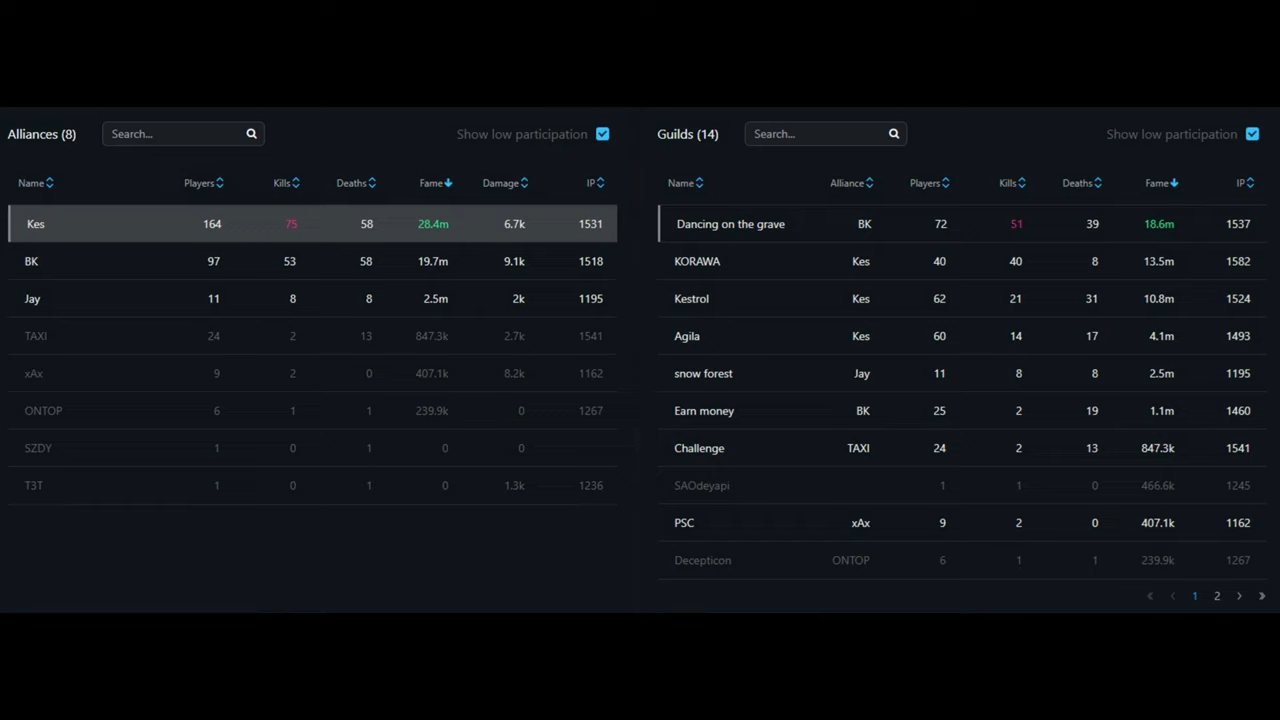 Alliances (8) Search... Show low participation
Name Players Kills Deaths Fame Damage IP
Kes 164 75 58 28.4m 6.7k 1531
BK 97 53 58 19.7m 9.1k 1518
Jay 11 8 8 2.5m 2k 1195
TAXI 24 2 13 847.3k 2.7k 1541
xAx 9 2 0 407.1k 8.2k 1162
ONTOP 6 1 1 239.9k 0 1267
SZDY 1 0 1 0 0
T3T 1 0 1 0 1.3k 1236
Guilds (14) Search... Show low participation
Name Alliance Players Kills Deaths Fame IP
Dancing on the grave BK 72 51 39 18.6m 1537
KORAWA Kes 40 40 8 13.5m 1582
Kestrol Kes 62 21 31 10.8m 1524
Agila Kes 60 14 17 4.1m 1493
snow forest Jay 11 8 8 2.5m 1195
Earn money BK 25 2 19 1.1m 1460
Challenge TAXI 24 2 13 847.3k 1541
SAOdeyapi 1 1 0 466.6k 1245
PSC xAx 9 2 0 407.1k 1162
Decepticon ONTOP 6 1 1 239.9k 1267
« ‹ 1 2 › »